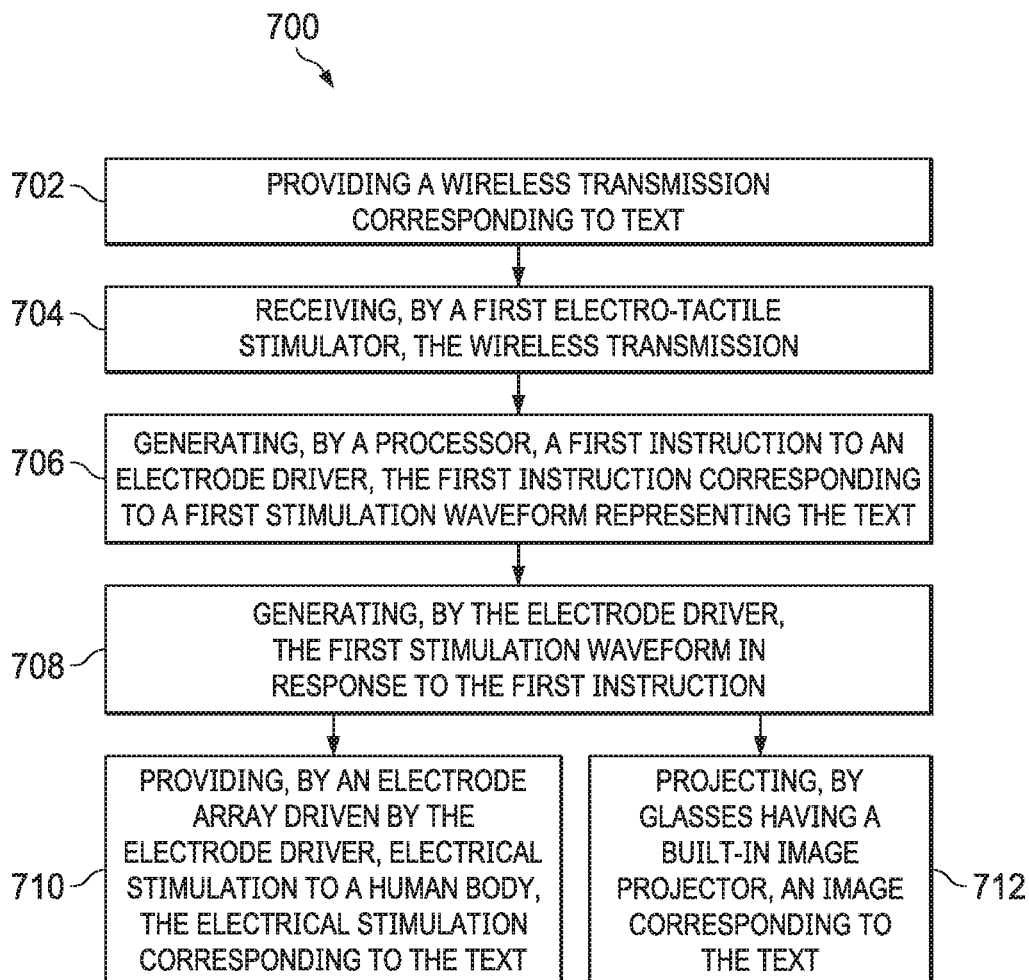 700
702
PROVIDING A WIRELESS TRANSMISSION
CORRESPONDING TO TEXT
704
RECEIVING, BY A FIRST ELECTRO-TACTILE
STIMULATOR, THE WIRELESS TRANSMISSION
706
GENERATING, BY A PROCESSOR, A FIRST INSTRUCTION TO AN
ELECTRODE DRIVER, THE FIRST INSTRUCTION CORRESPONDING
TO A FIRST STIMULATION WAVEFORM REPRESENTING THE TEXT
708
GENERATING, BY THE ELECTRODE DRIVER,
THE FIRST STIMULATION WAVEFORM IN
RESPONSE TO THE FIRST INSTRUCTION
710
PROVIDING, BY AN ELECTRODE
ARRAY DRIVEN BY THE
ELECTRODE DRIVER, ELECTRICAL
STIMULATION TO A HUMAN BODY,
THE ELECTRICAL STIMULATION
CORRESPONDING TO THE TEXT
PROJECTING, BY
GLASSES HAVING A
BUILT-IN IMAGE
PROJECTOR, AN IMAGE
CORRESPONDING TO
THE TEXT
712